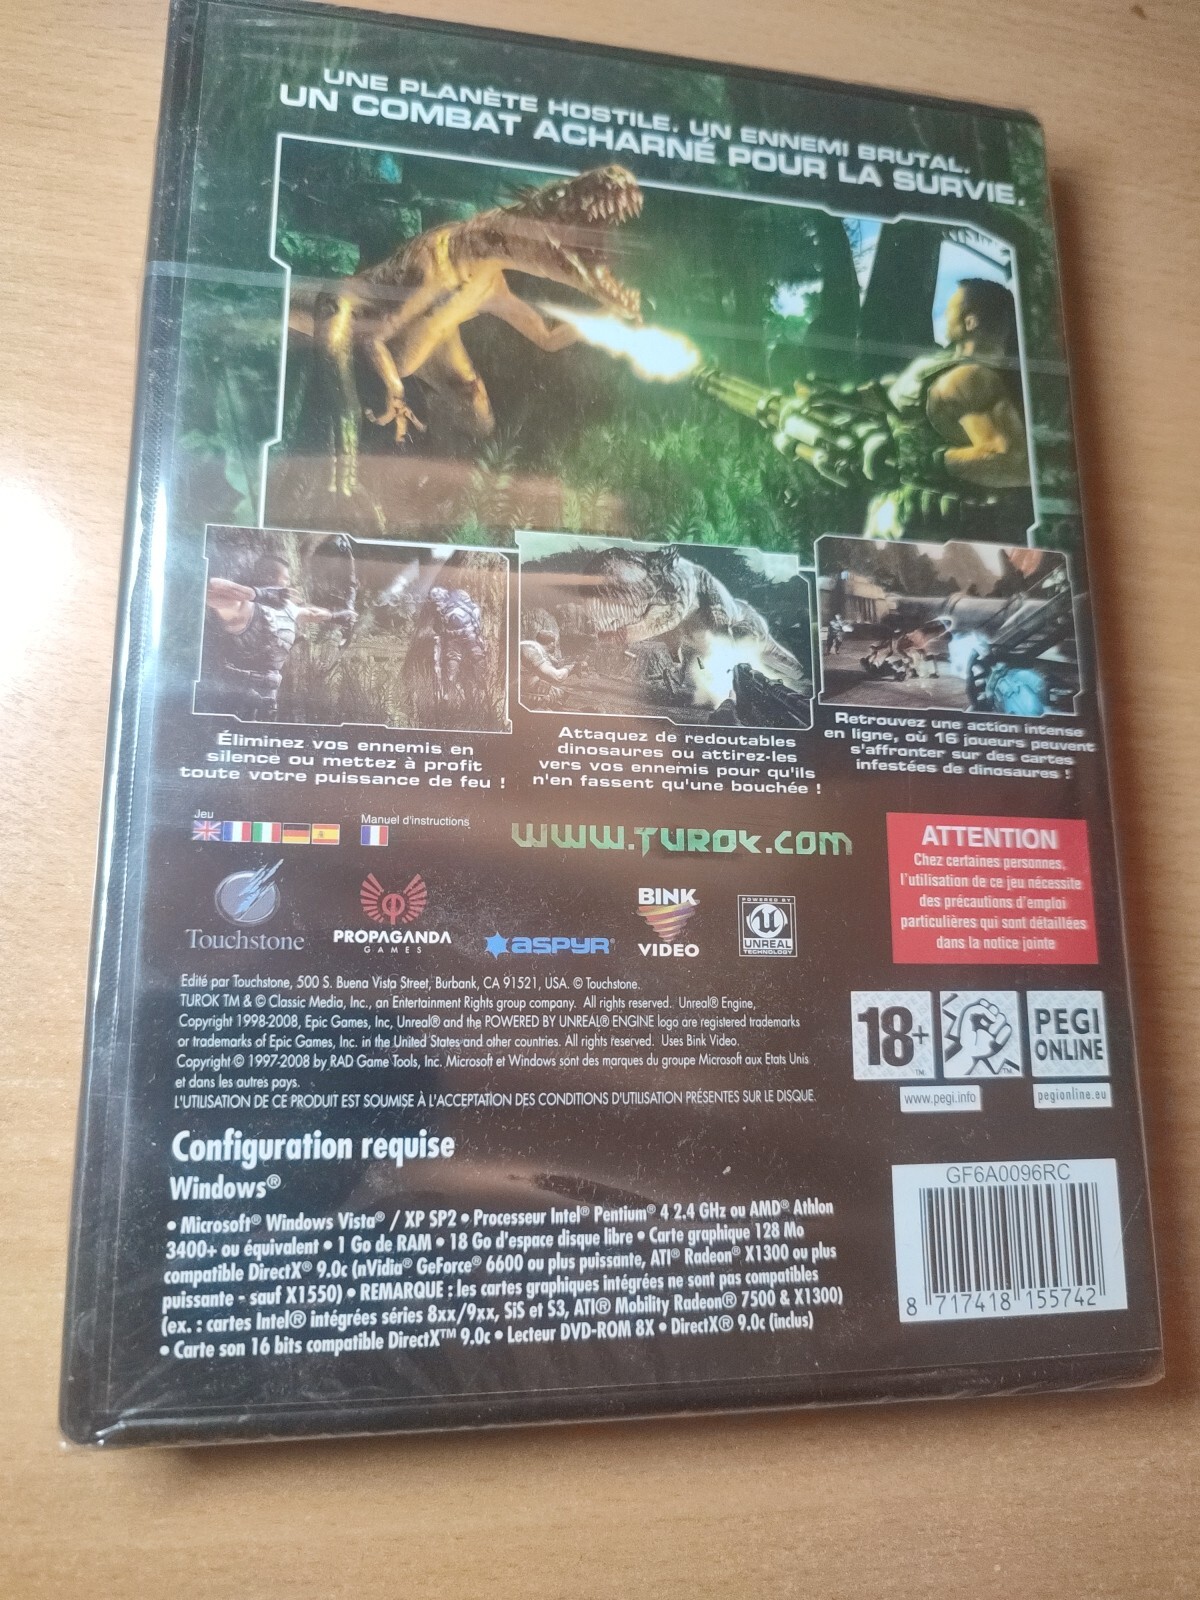 UNE PLANÈTE HOSTILE. UN ENNEMI BRUTAL.
UN COMBAT ACHARNÉ POUR LA SURVIE.
Éliminez vos ennemis en
silence ou mettez à profit
toute votre puissance de feu !
Attaquez de redoutables
dinosaures ou attirez-les
vers vos ennemis pour qu'ils
n'en fassent qu'une bouchée !
Retrouvez une action intense
en ligne, où 16 joueurs peuvent
s'affronter sur des cartes
infestées de dinosaures !
Jeu
Manuel d'instructions
www.TUROK.com
ATTENTION
Chez certaines personnes,
l'utilisation de ce jeu nécessite
des précautions d'emploi
particulières qui sont détaillées
dans la notice jointe
Touchstone
PROPAGANDA
GAMES
ASPYR
BINK
VIDEO
POWERED BY
UNREAL
TECHNOLOGY
Edité par Touchstone, 500 S. Buena Vista Street, Burbank, CA 91521, USA. © Touchstone.
TUROK TM & © Classic Media, Inc., an Entertainment Rights group company. All rights reserved. Unreal® Engine,
Copyright 1998-2008, Epic Games, Inc, Unreal® and the POWERED BY UNREAL® ENGINE logo are registered trademarks
or trademarks of Epic Games, Inc. in the United States and other countries. All rights reserved. Uses Bink Video.
Copyright © 1997-2008 by RAD Game Tools, Inc. Microsoft et Windows sont des marques du groupe Microsoft aux Etats Unis
et dans les autres pays.
L'UTILISATION DE CE PRODUIT EST SOUMISE À L'ACCEPTATION DES CONDITIONS D'UTILISATION PRÉSENTES SUR LE DISQUE.
18+
TM
TM
PEGI
ONLINE
www.pegi.info
pegionline.eu
Configuration requise
Windows®
• Microsoft® Windows Vista® / XP SP2 • Processeur Intel® Pentium® 4 2.4 GHz ou AMD® Athlon
3400+ ou équivalent • 1 Go de RAM • 18 Go d'espace disque libre • Carte graphique 128 Mo
compatible DirectX® 9.0c (nVidia® GeForce® 6600 ou plus puissante, ATI® Radeon® X1300 ou plus
puissante - sauf X1550) • REMARQUE : les cartes graphiques intégrées ne sont pas compatibles
(ex. : cartes Intel® intégrées séries 8xx/9xx, SiS et S3, ATI® Mobility Radeon® 7500 & X1300)
• Carte son 16 bits compatible DirectX™ 9.0c • Lecteur DVD-ROM 8X • DirectX® 9.0c (inclus)
GF6A0096RC
8 717418 155742